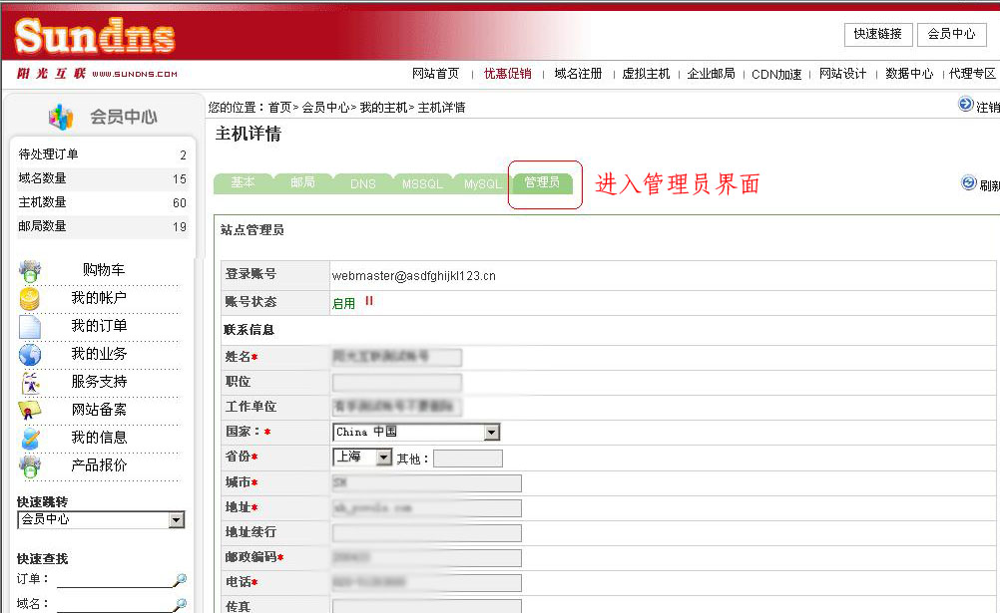 Sundns
快速链接 会员中心
阳光互联 WWW.SUNDNS.COM
网站首页 | 优惠促销 | 域名注册 | 虚拟主机 | 企业邮局 | CDN加速 | 网站设计 | 数据中心 | 代理专区
会员中心
您的位置：首页> 会员中心> 我的主机> 主机详情
注销
主机详情
待处理订单 2
域名数量 15
主机数量 60
邮局数量 19
基本 邮局 DNS MSSQL MySQL 管理员
进入管理员界面
刷新
站点管理员
登录账号 webmaster@asdfghijkl123.cn
账号状态 启用
联系信息
姓名*
职位
工作单位
国家：* China 中国
省份* 上海 其他：
城市*
地址*
地址续行
邮政编码*
电话*
传真
购物车
我的帐户
我的订单
我的业务
服务支持
网站备案
我的信息
产品报价
快速跳转
会员中心
快速查找
订单：
域名：